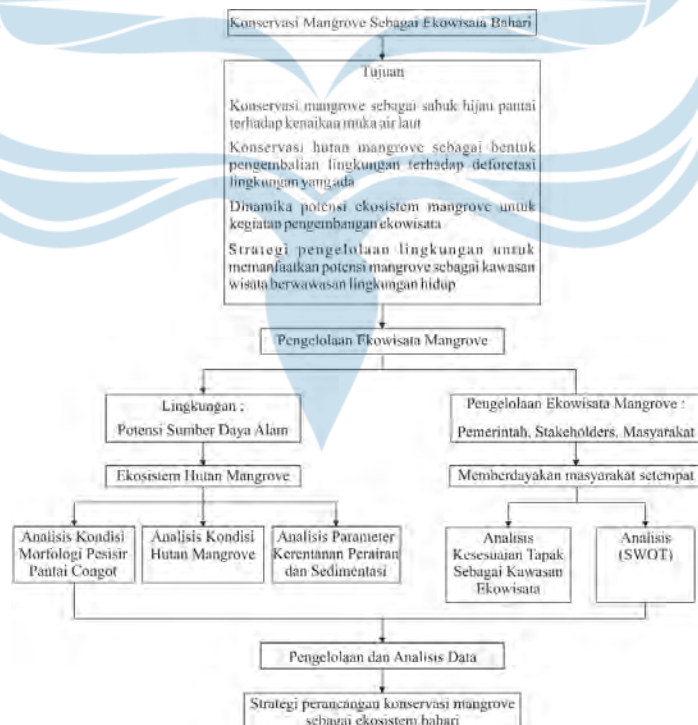 Konservasi Mangrove Sebagai Ekowisata Bahari
Tujuan
Konservasi mangrove sebagai sabuk hijau pantai
terhadap kenaikan muka air laut
Konservasi hutan mangrove sebagai bentuk
pengembalian lingkungan terhadap deforetasi
lingkungan yang ada
Dinamika potensi ekosistem mangrove untuk
kegiatan pengembangan ekowisata
Strategi pengelolaan lingkungan untuk
memanfaatkan potensi mangrove sebagai kawasan
wisata berwawasan lingkungan hidup
Pengelolaan Ekowisata Mangrove
Lingkungan ;
Potensi Sumber Daya Alam
Pengelolaan Ekowisata Mangrove :
Pemerintah, Stakeholders, Masyarakat
Ekosistem Hutan Mangrove
Memberdayakan masyarakat setempat
Analisis Kondisi
Morfologi Pesisir
Pantai Congot
Analisis Kondisi
Hutan Mangrove
Analisis Parameter
Kerentanan Perairan
dan Sedimentasi
Analisis
Kesesuaian Tapak
Sebagai Kawasan
Ekowisata
Analisis
(SWOT)
Pengelolaan dan Analisis Data
Strategi perancangan konservasi mangrove
sebagai ekosistem bahari